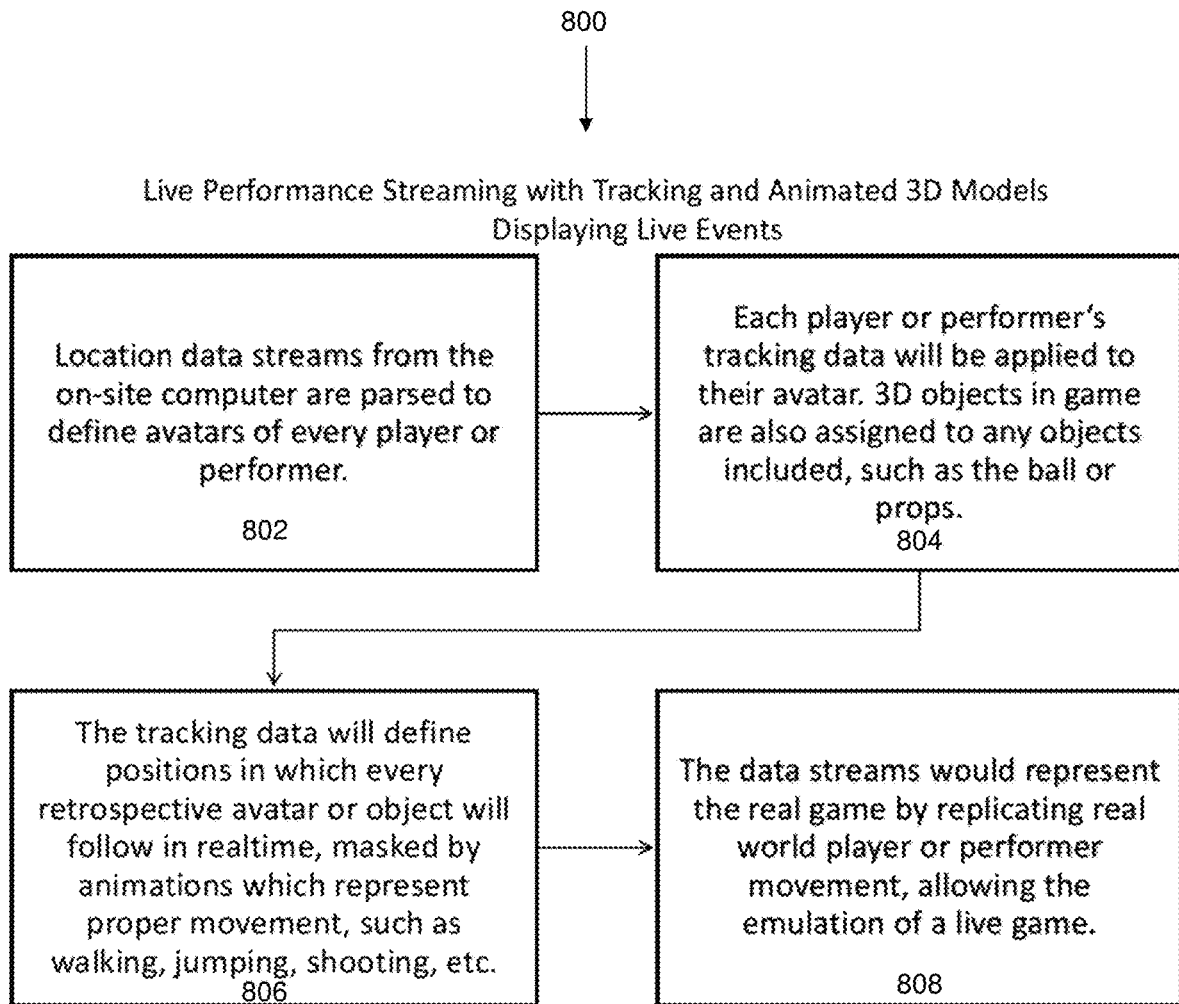 800
Live Performance Streaming with Tracking and Animated 3D Models
Displaying Live Events
Location data streams from the
on-site computer are parsed to
define avatars of every player or
performer.
802
Each player or performer's
tracking data will be applied to
their avatar. 3D objects in game
are also assigned to any objects
included, such as the ball or
props.
804
The tracking data will define
positions in which every
retrospective avatar or object will
follow in realtime, masked by
animations which represent
proper movement, such as
walking, jumping, shooting, etc.
806
The data streams would represent
the real game by replicating real
world player or performer
movement, allowing the
emulation of a live game.
808